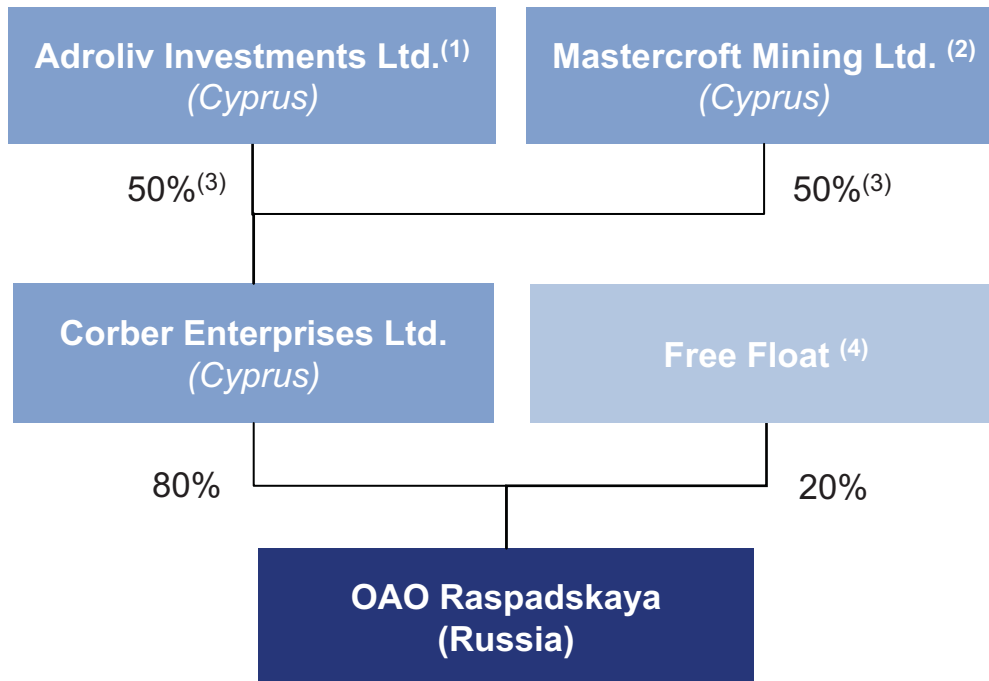 Adroliv Investments Ltd.(1)
(Cyprus)
Mastercroft Mining Ltd. (2)
(Cyprus)
50%(3)
50%(3)
Corber Enterprises Ltd.
(Cyprus)
Free Float (4)
80%
20%
OAO Raspadskaya
(Russia)